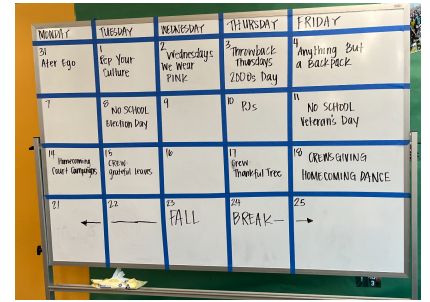 MONDAY TUESDAY WEDNESDAY THURSDAY FRIDAY
31
Ater Ego
1
Rep Your
Culture
2
Wednesdays
We Wear
PINK
3
Throwback
Thursdays
2000s Day
4
Anything But
a Backpack
7
8
NO SCHOOL
Election Day
9
10
PJs
11
NO SCHOOL
Veteran's Day
14
Homecoming
Court Campaigns
15
CREW
grateful leaves
16
17
Crew
Thankful Tree
18
CREWSGIVING
HOMECOMING DANCE
21
22
23
FALL
24
BREAK
25
3